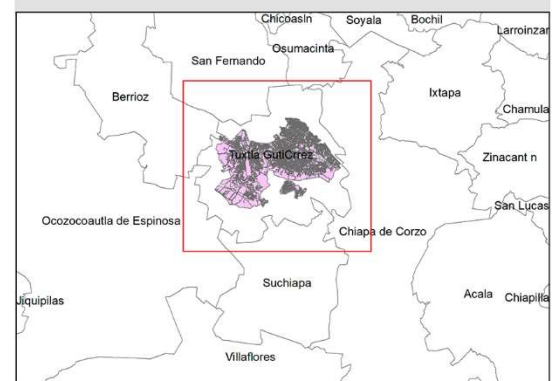 Chicoasln
Soyala
Bochil
Larroinzar
Osumacinta
San Fernando
Berrioz
Ixtapa
Chamula
Tuxtla GutiCrrez
Zinacant n
San Lucas
Ocozocoautla de Espinosa
Chiapa de Corzo
Suchiapa
Acala
Chiapilla
Jiquipilas
Villaflores